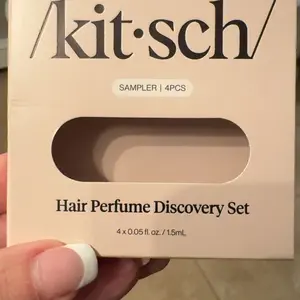 /kit·sch/
SAMPLER | 4PCS
Hair Perfume Discovery Set
4 x 0.05 fl. oz. / 1.5mL